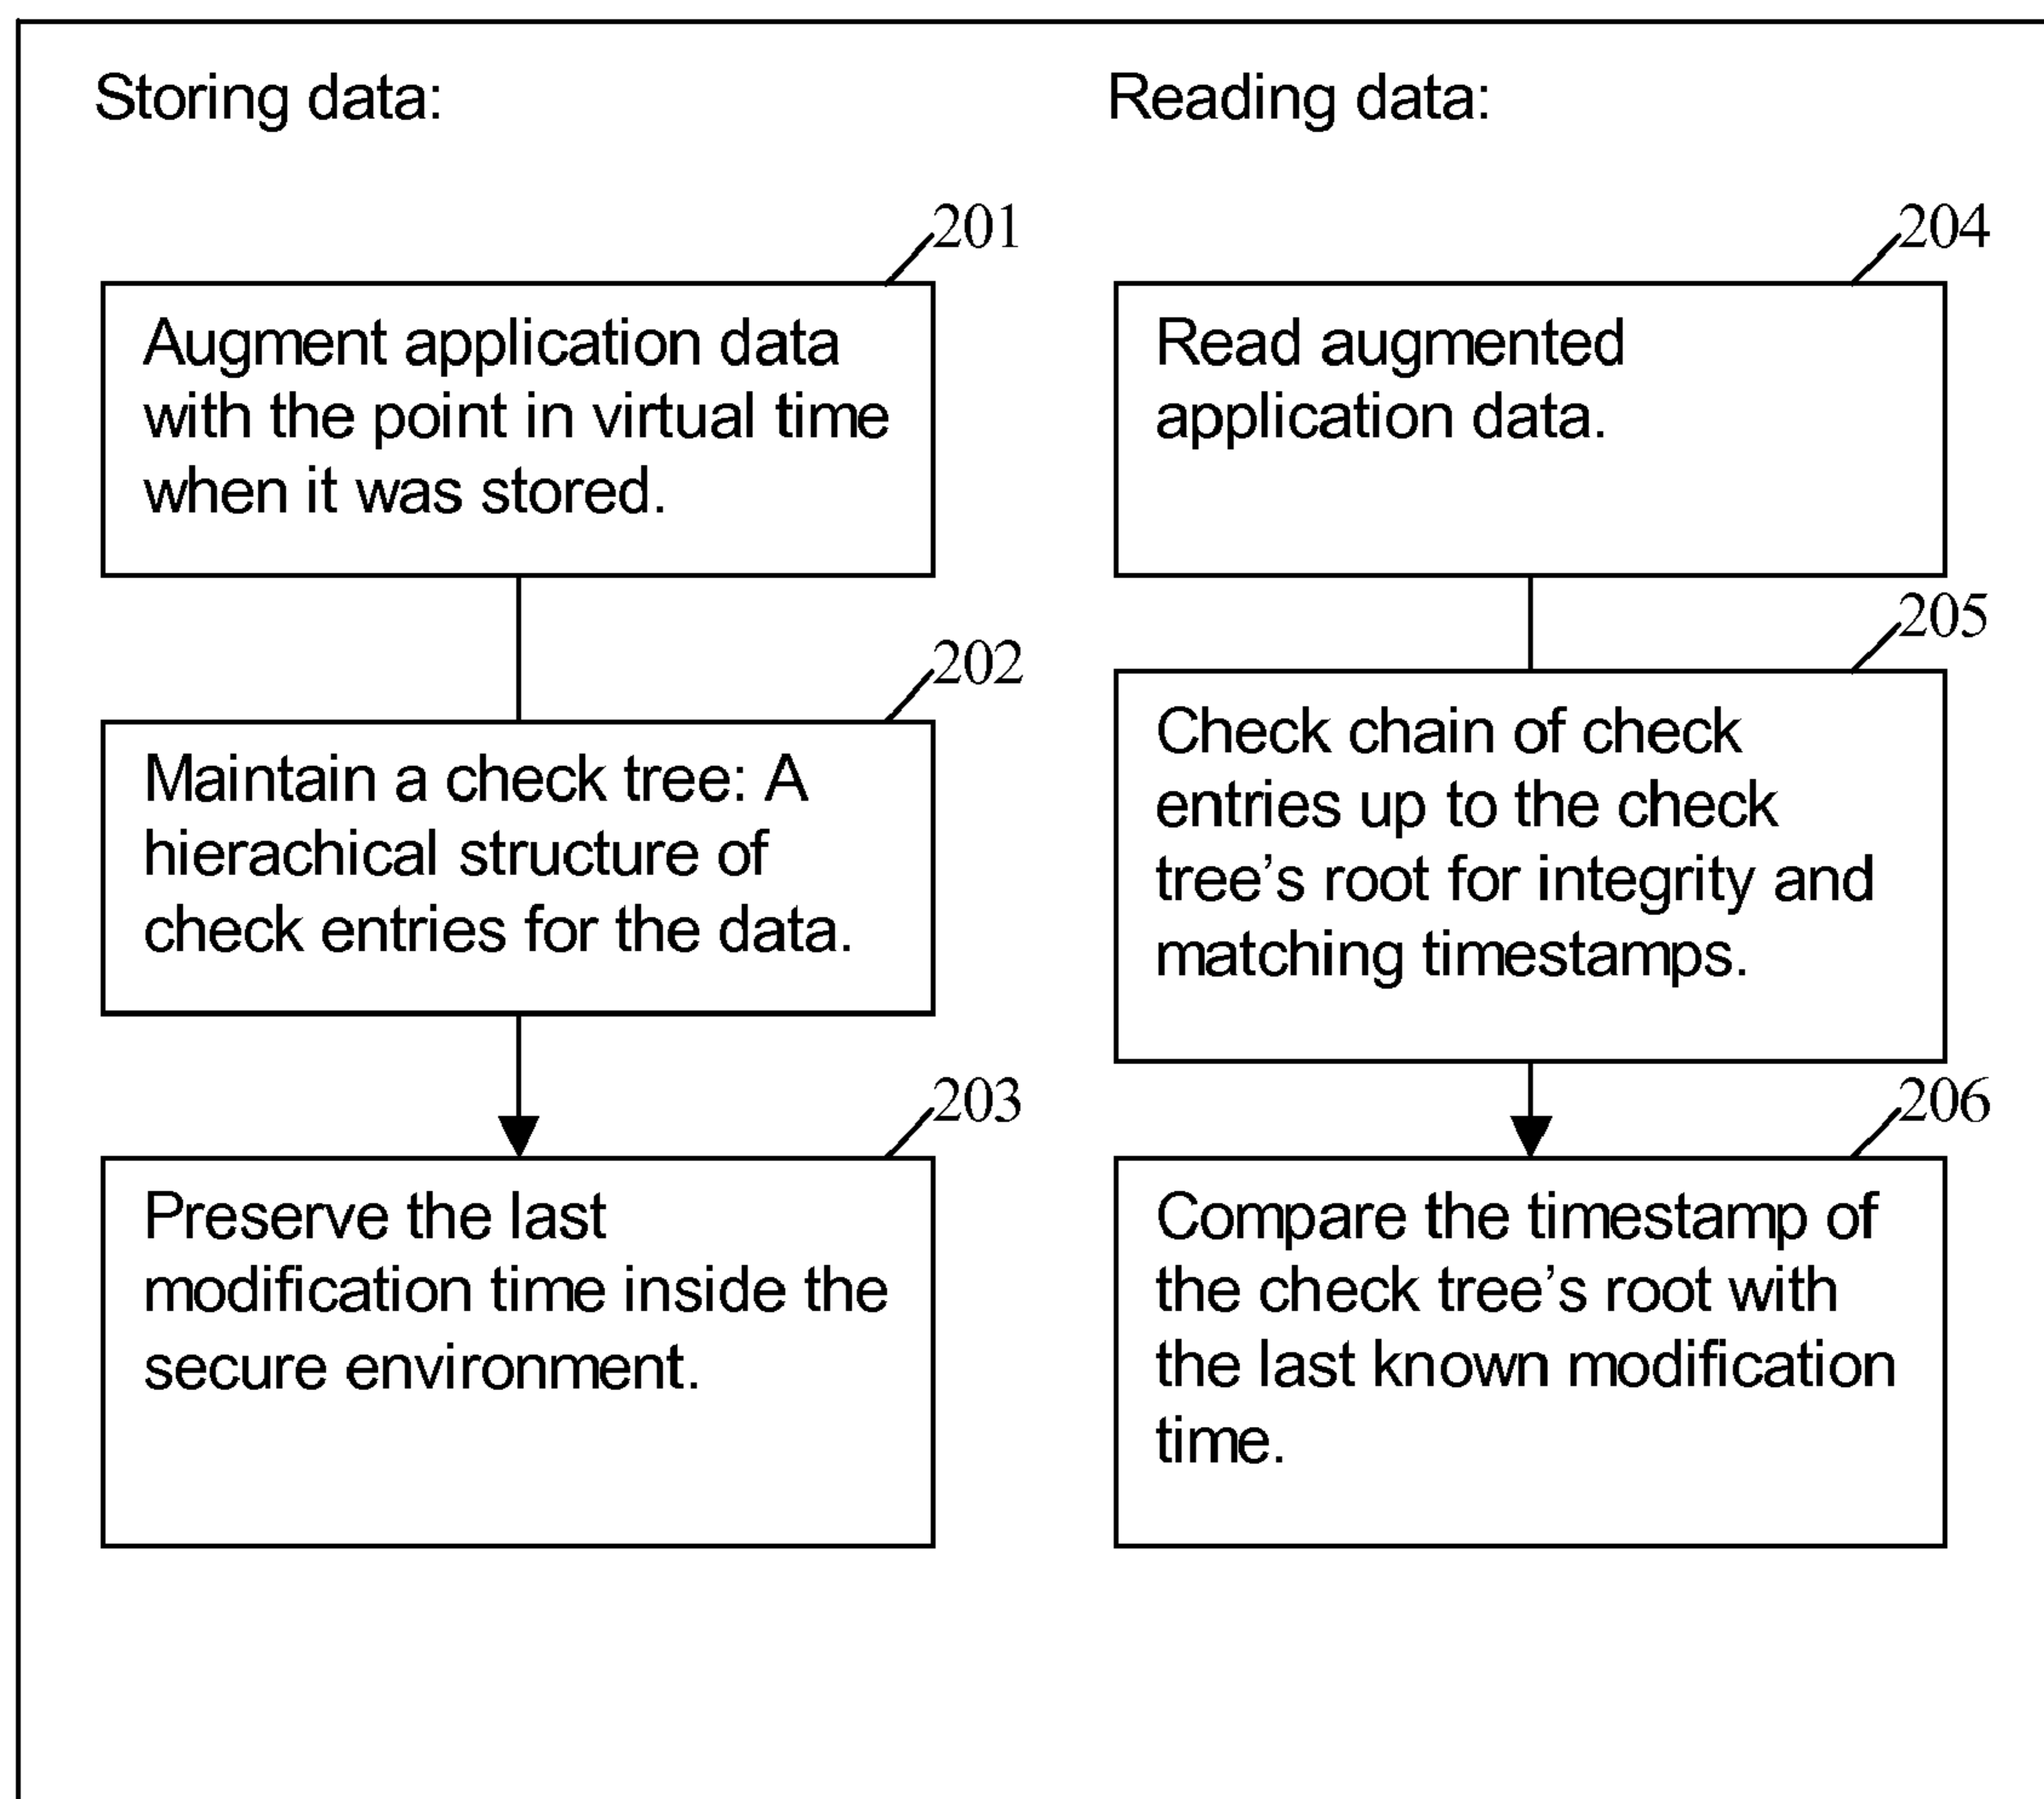 Storing data:
201
Augment application data
with the point in virtual time
when it was stored.
202
Maintain a check tree: A
hierachical structure of
check entries for the data.
203
Preserve the last
modification time inside the
secure environment.
Reading data:
204
Read augmented
application data.
205
Check chain of check
entries up to the check
tree’s root for integrity and
matching timestamps.
206
Compare the timestamp of
the check tree’s root with
the last known modification
time.